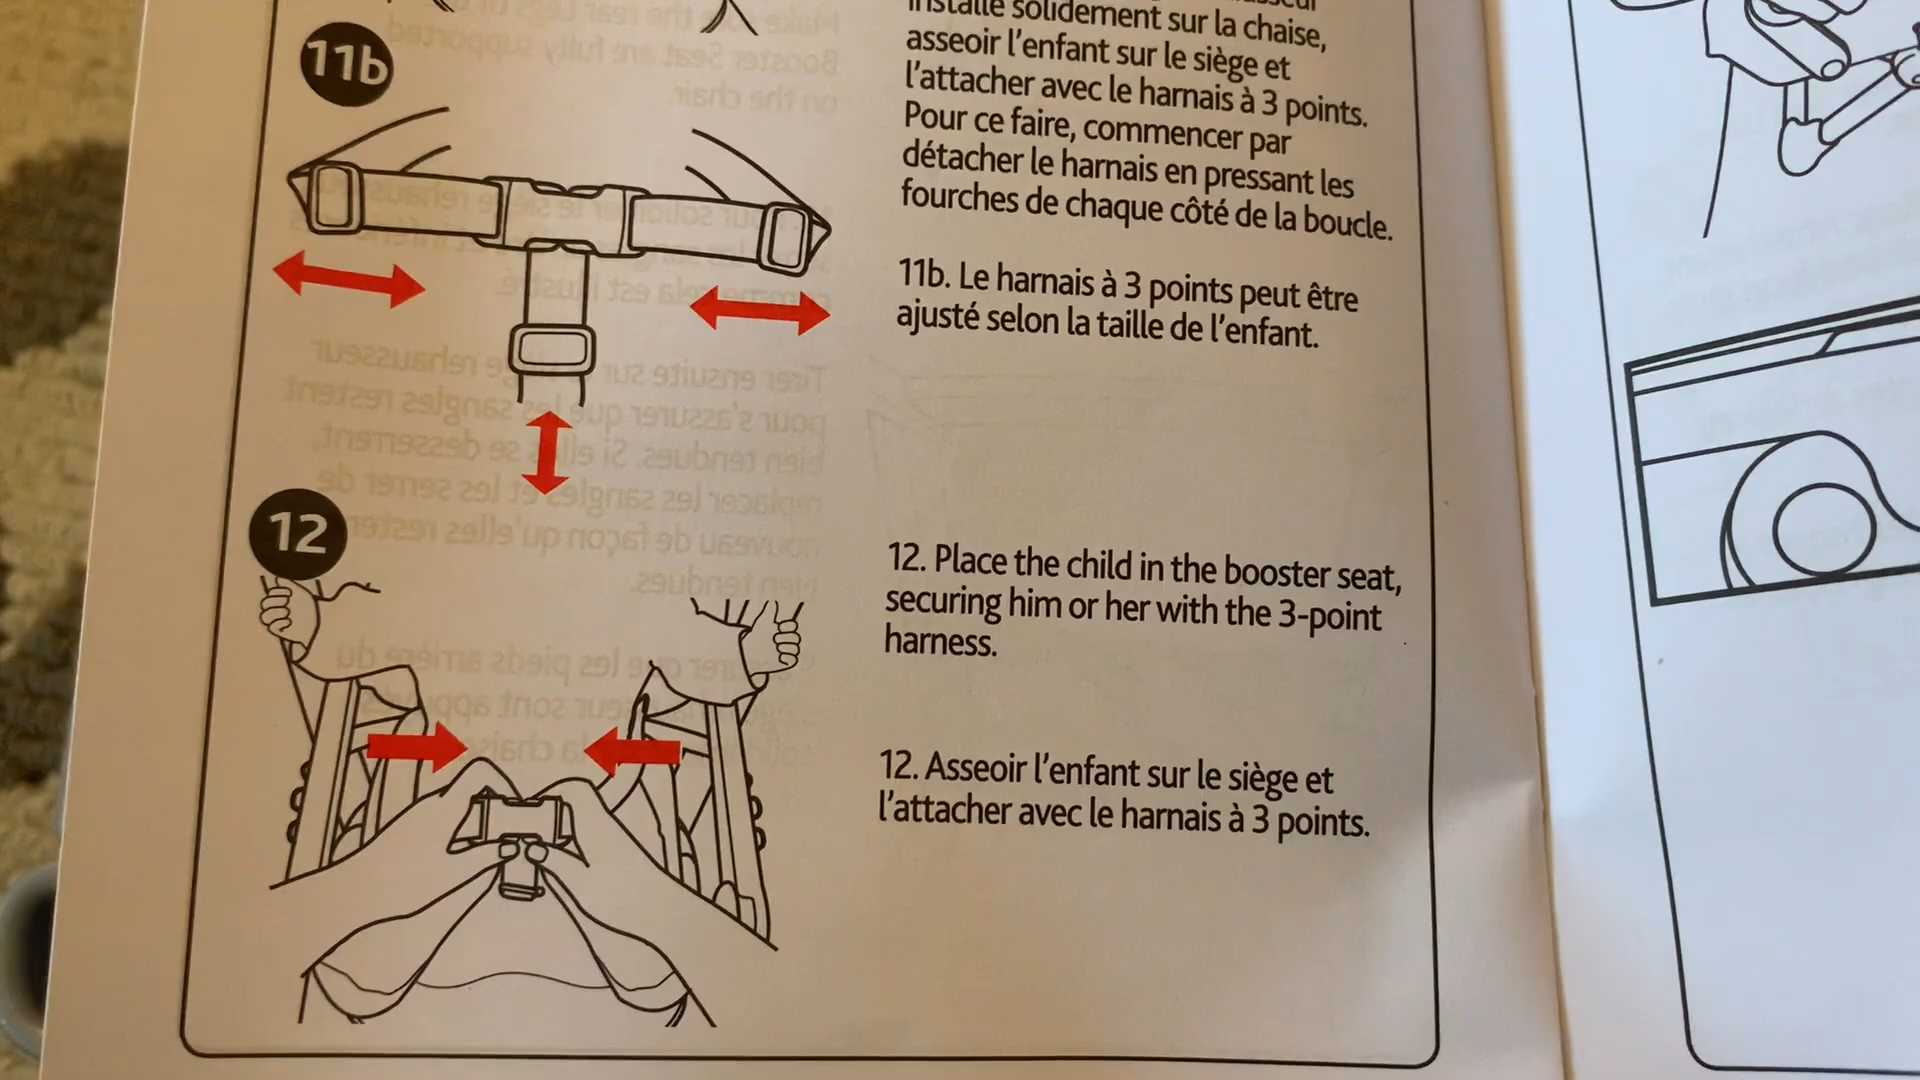 11b
installé solidement sur la chaise,
asseoir l'enfant sur le siège et
l'attacher avec le harnais à 3 points.
Pour ce faire, commencer par
détacher le harnais en pressant les
fourches de chaque côté de la boucle.
11b. Le harnais à 3 points peut être
ajusté selon la taille de l'enfant.
12
12. Place the child in the booster seat,
securing him or her with the 3-point
harness.
12. Asseoir l'enfant sur le siège et
l'attacher avec le harnais à 3 points.